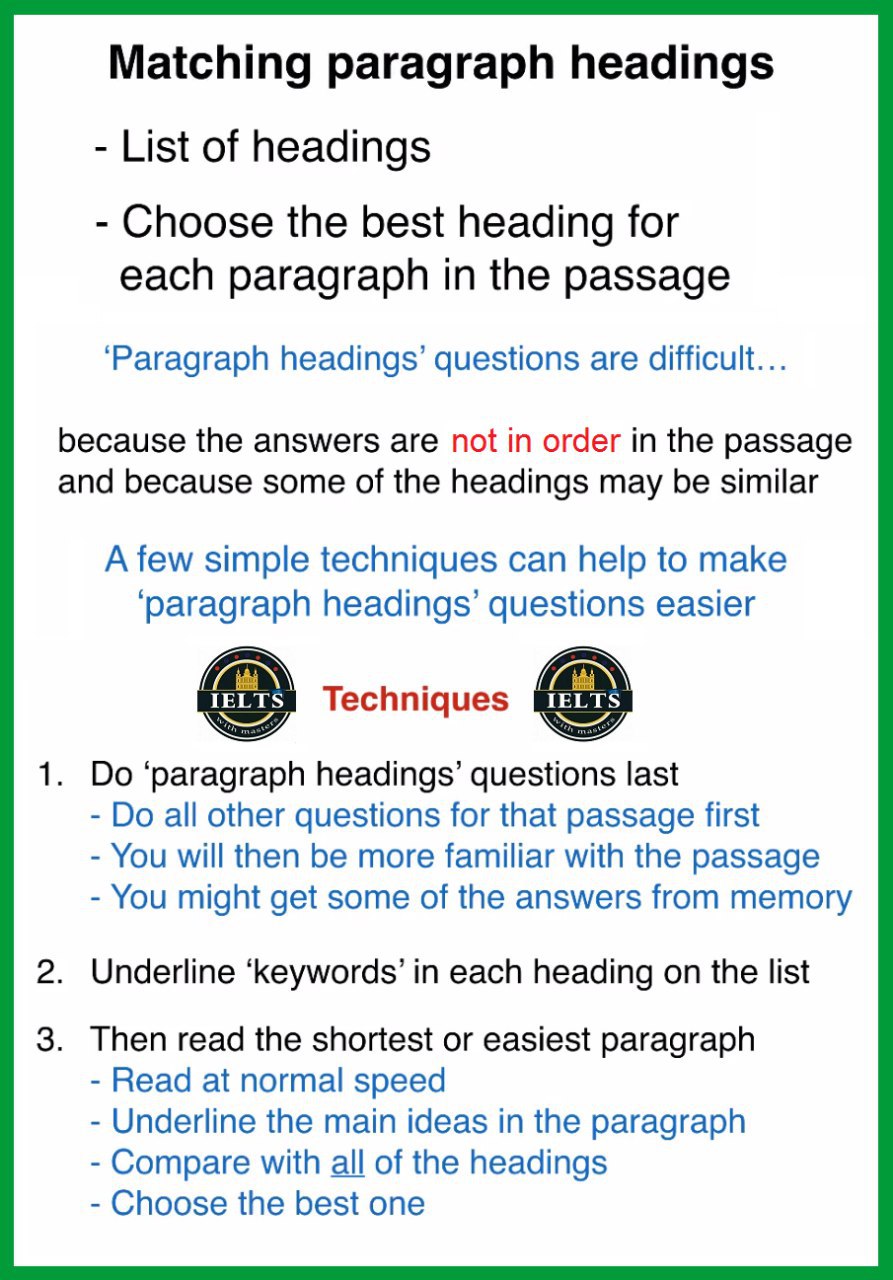 Matching paragraph headings
- List of headings
- Choose the best heading for
each paragraph in the passage
‘Paragraph headings’ questions are difficult…
because the answers are not in order in the passage
and because some of the headings may be similar
A few simple techniques can help to make
‘paragraph headings’ questions easier
IELTS
with masters
Techniques
IELTS
with masters
1. Do ‘paragraph headings’ questions last
- Do all other questions for that passage first
- You will then be more familiar with the passage
- You might get some of the answers from memory
2. Underline ‘keywords’ in each heading on the list
3. Then read the shortest or easiest paragraph
- Read at normal speed
- Underline the main ideas in the paragraph
- Compare with all of the headings
- Choose the best one